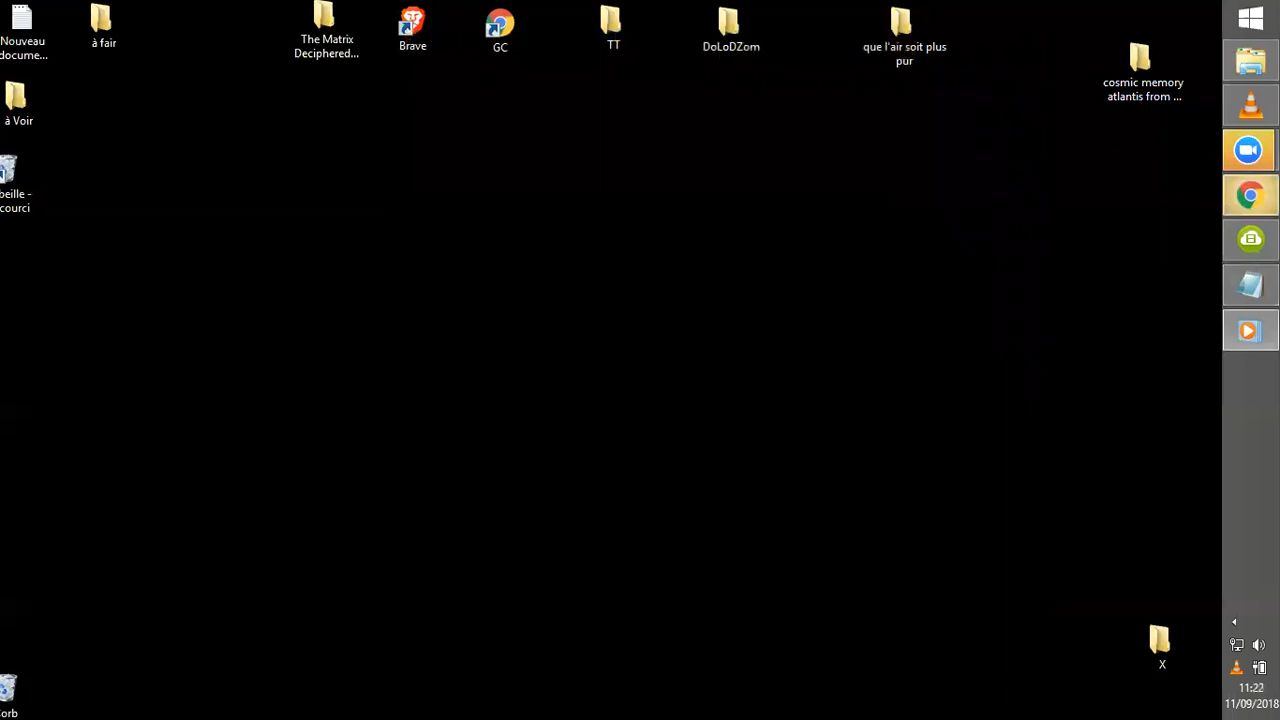 Nouveau
docume...
à fair
The Matrix
Deciphered...
Brave
GC
TT
DoLoDZom
que l'air soit plus
pur
cosmic memory
atlantis from ...
à Voir
beille -
courci
X
orb
11:22
11/09/2018